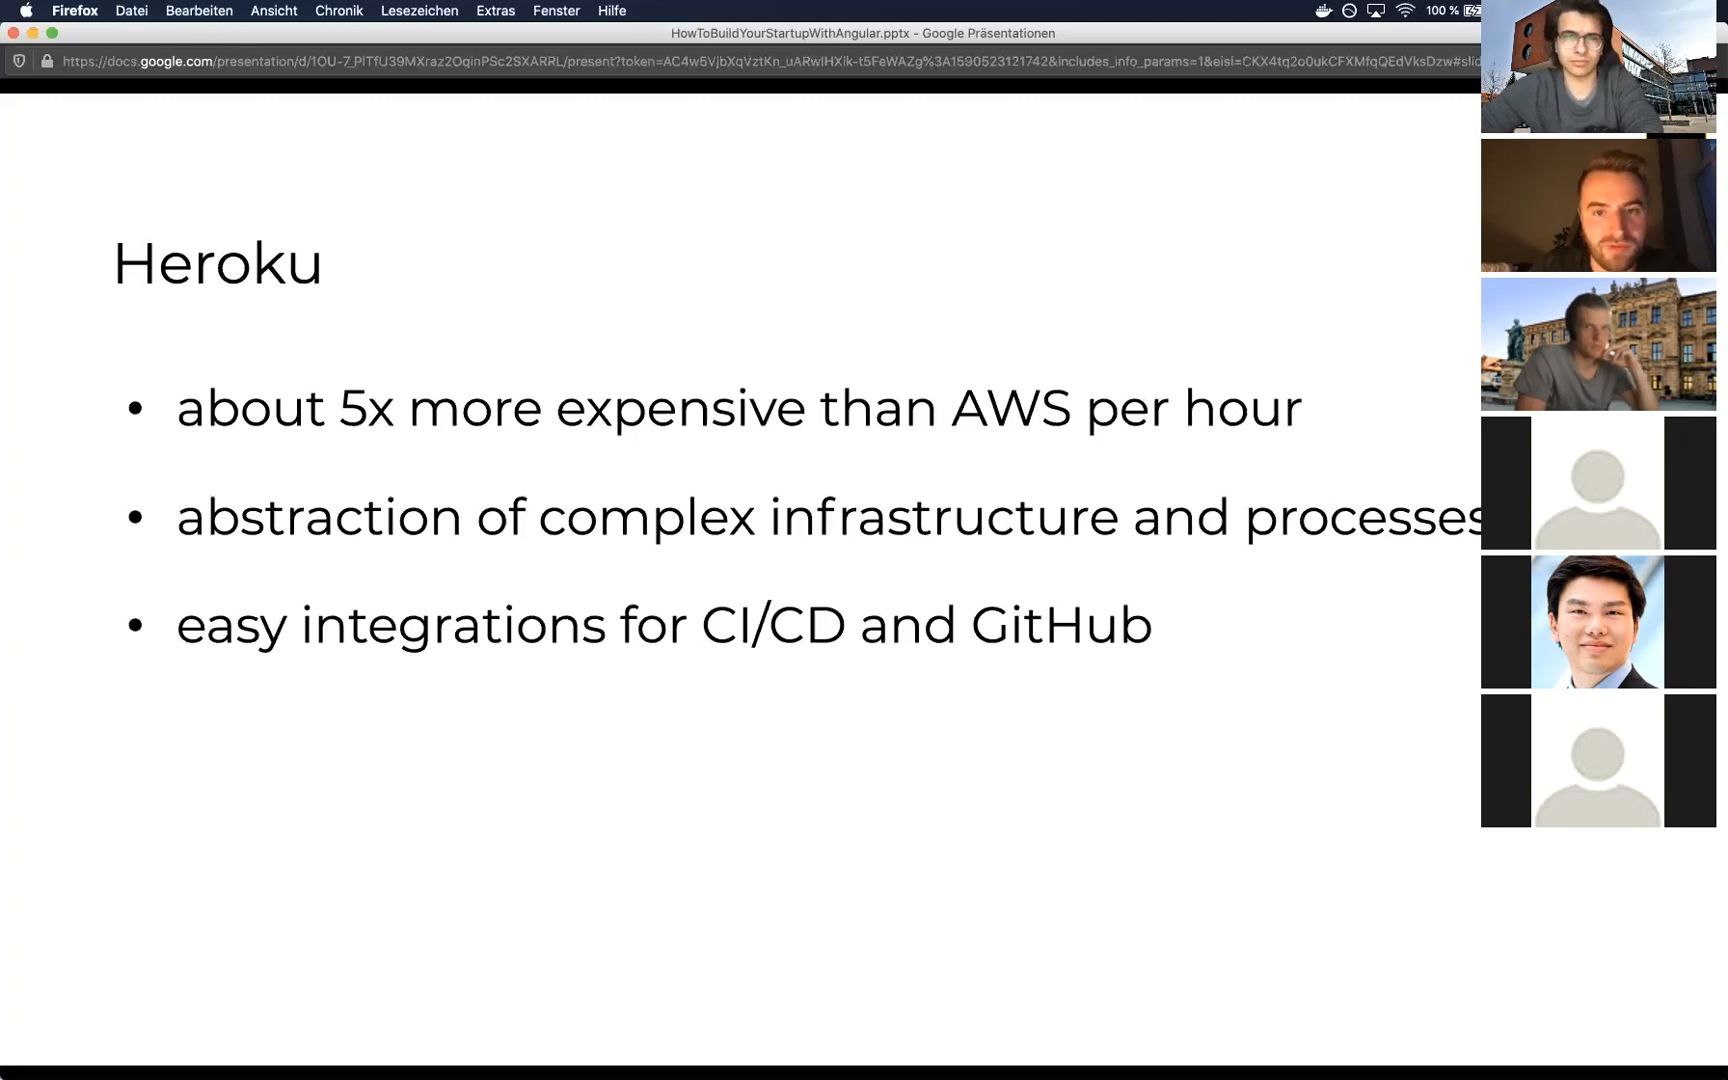 Firefox Datei Bearbeiten Ansicht Chronik Lesezeichen Extras Fenster Hilfe 100 %
HowToBuildYourStartupWithAngular.pptx - Google Präsentationen
Heroku
• about 5x more expensive than AWS per hour
• abstraction of complex infrastructure and processes
• easy integrations for CI/CD and GitHub